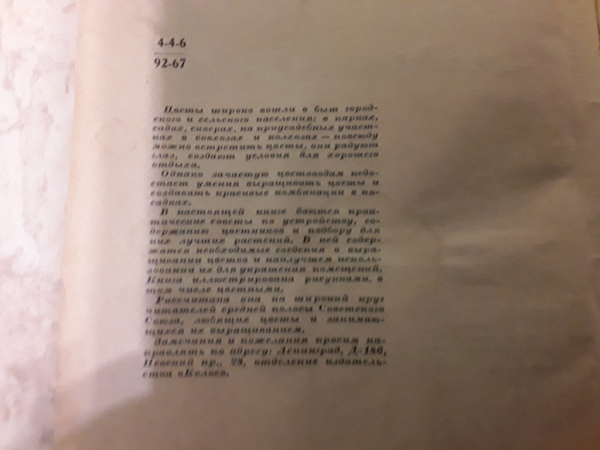 4-4-6
92-67
Цветы широко вошли в быт город-
ского и сельского населения; в парках,
садах, скверах, на приусадебных участ-
ках в совхозах и колхозах — повсюду
можно встретить цветы, они радуют
глаз, создают условия для хорошего
отдыха.
Однако зачастую цветоводам недо-
стает умения выращивать цветы и
создавать красивые комбинации в по-
садках.
В настоящей книге даются прак-
тические советы по устройству, со-
держанию цветников и подбору для
них лучших растений. В ней содер-
жатся необходимые сведения о выра-
щивании цветов и наилучшем исполь-
зовании их для украшения помещений.
Книга иллюстрирована рисунками, в
том числе цветными.
Рассчитана она на широкий круг
читателей средней полосы Советского
Союза, любящих цветы и занимаю-
щихся их выращиванием.
Замечания и пожелания просим на-
правлять по адресу: Ленинград, Д-186,
Невский пр., 28, отделение издатель-
ства «Колос».